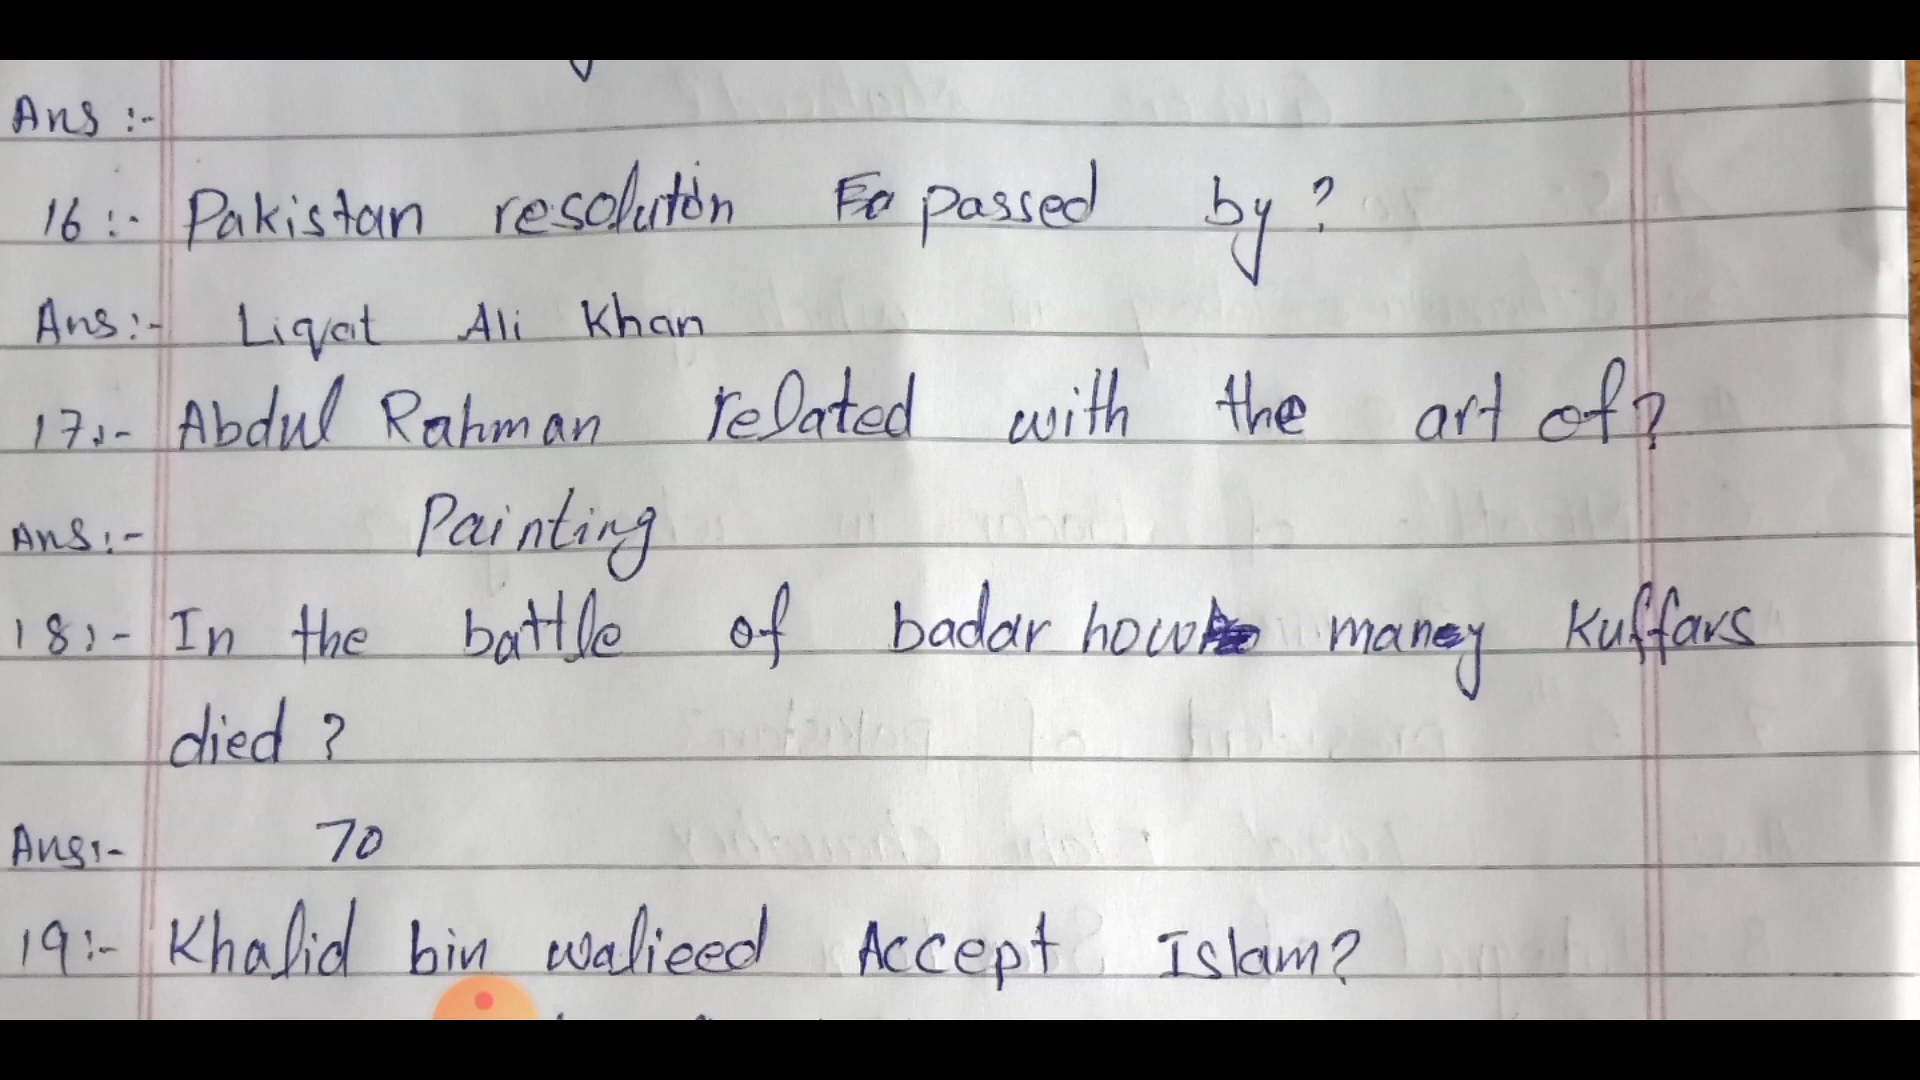 Ans :-
16 :- Pakistan resolution passed by ?
Ans :- Liqat Ali Khan
17 :- Abdul Rahman related with the art of ?
Ans :- Painting
18 :- In the battle of badar how many Kuffars
died ?
Ans :- 70
19 :- Khalid bin walieed Accept Islam?